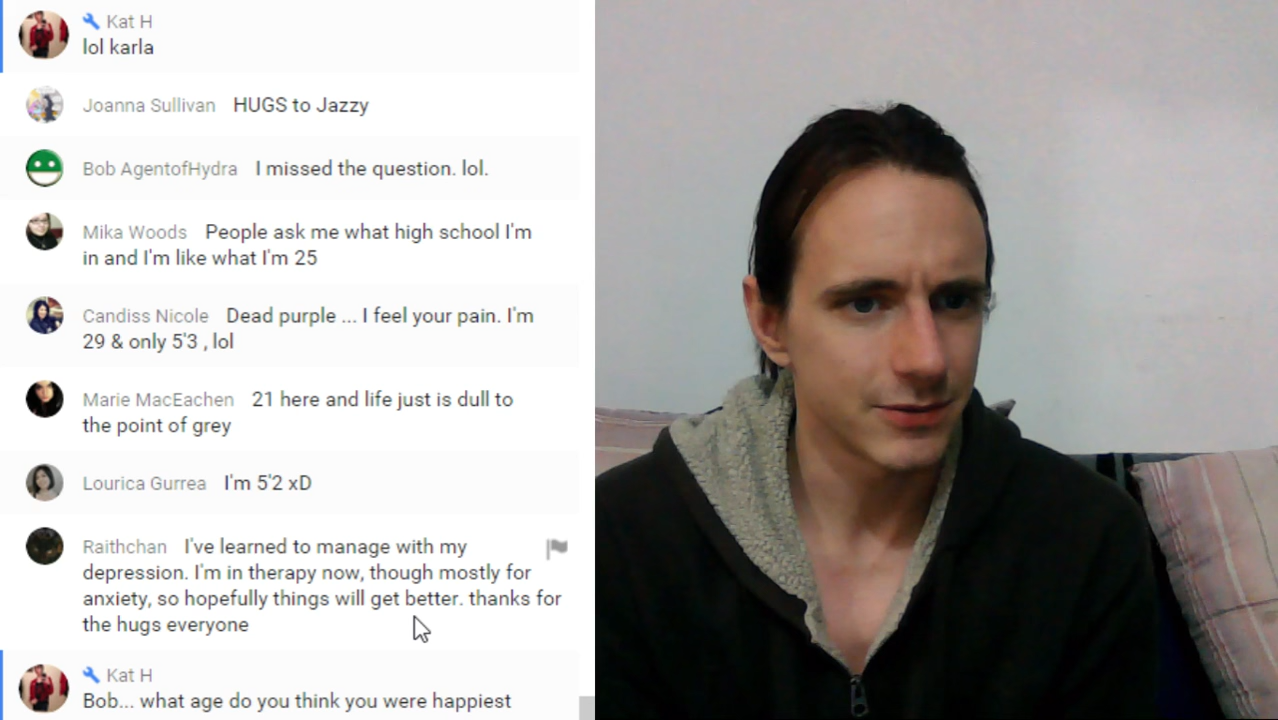 Kat H
lol karla
Joanna Sullivan HUGS to Jazzy
Bob AgentofHydra I missed the question. lol.
Mika Woods People ask me what high school I'm
in and I'm like what I'm 25
Candiss Nicole Dead purple ... I feel your pain. I'm
29 & only 5'3 , lol
Marie MacEachen 21 here and life just is dull to
the point of grey
Lourica Gurrea I'm 5'2 xD
Raithchan I've learned to manage with my
depression. I'm in therapy now, though mostly for
anxiety, so hopefully things will get better. thanks for
the hugs everyone
Kat H
Bob... what age do you think you were happiest